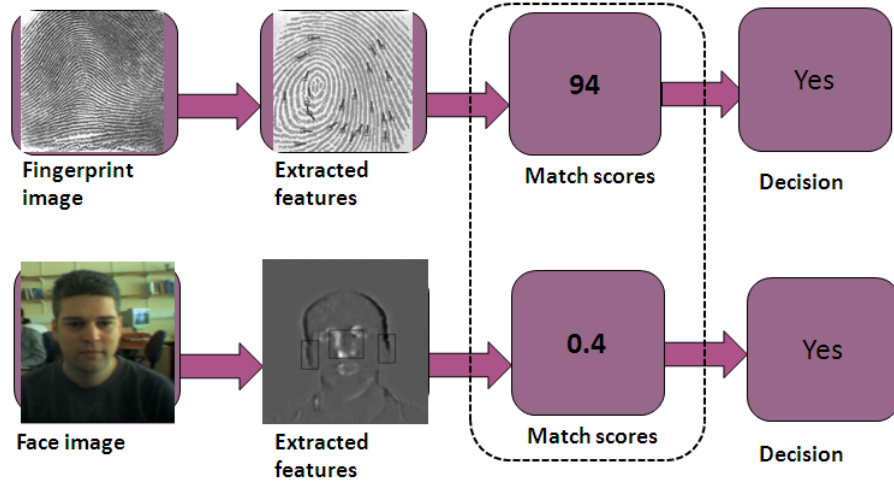 94
Yes
Fingerprint
image
Extracted
features
Match scores
Decision
0.4
Yes
Face image
Extracted
features
Match scores
Decision